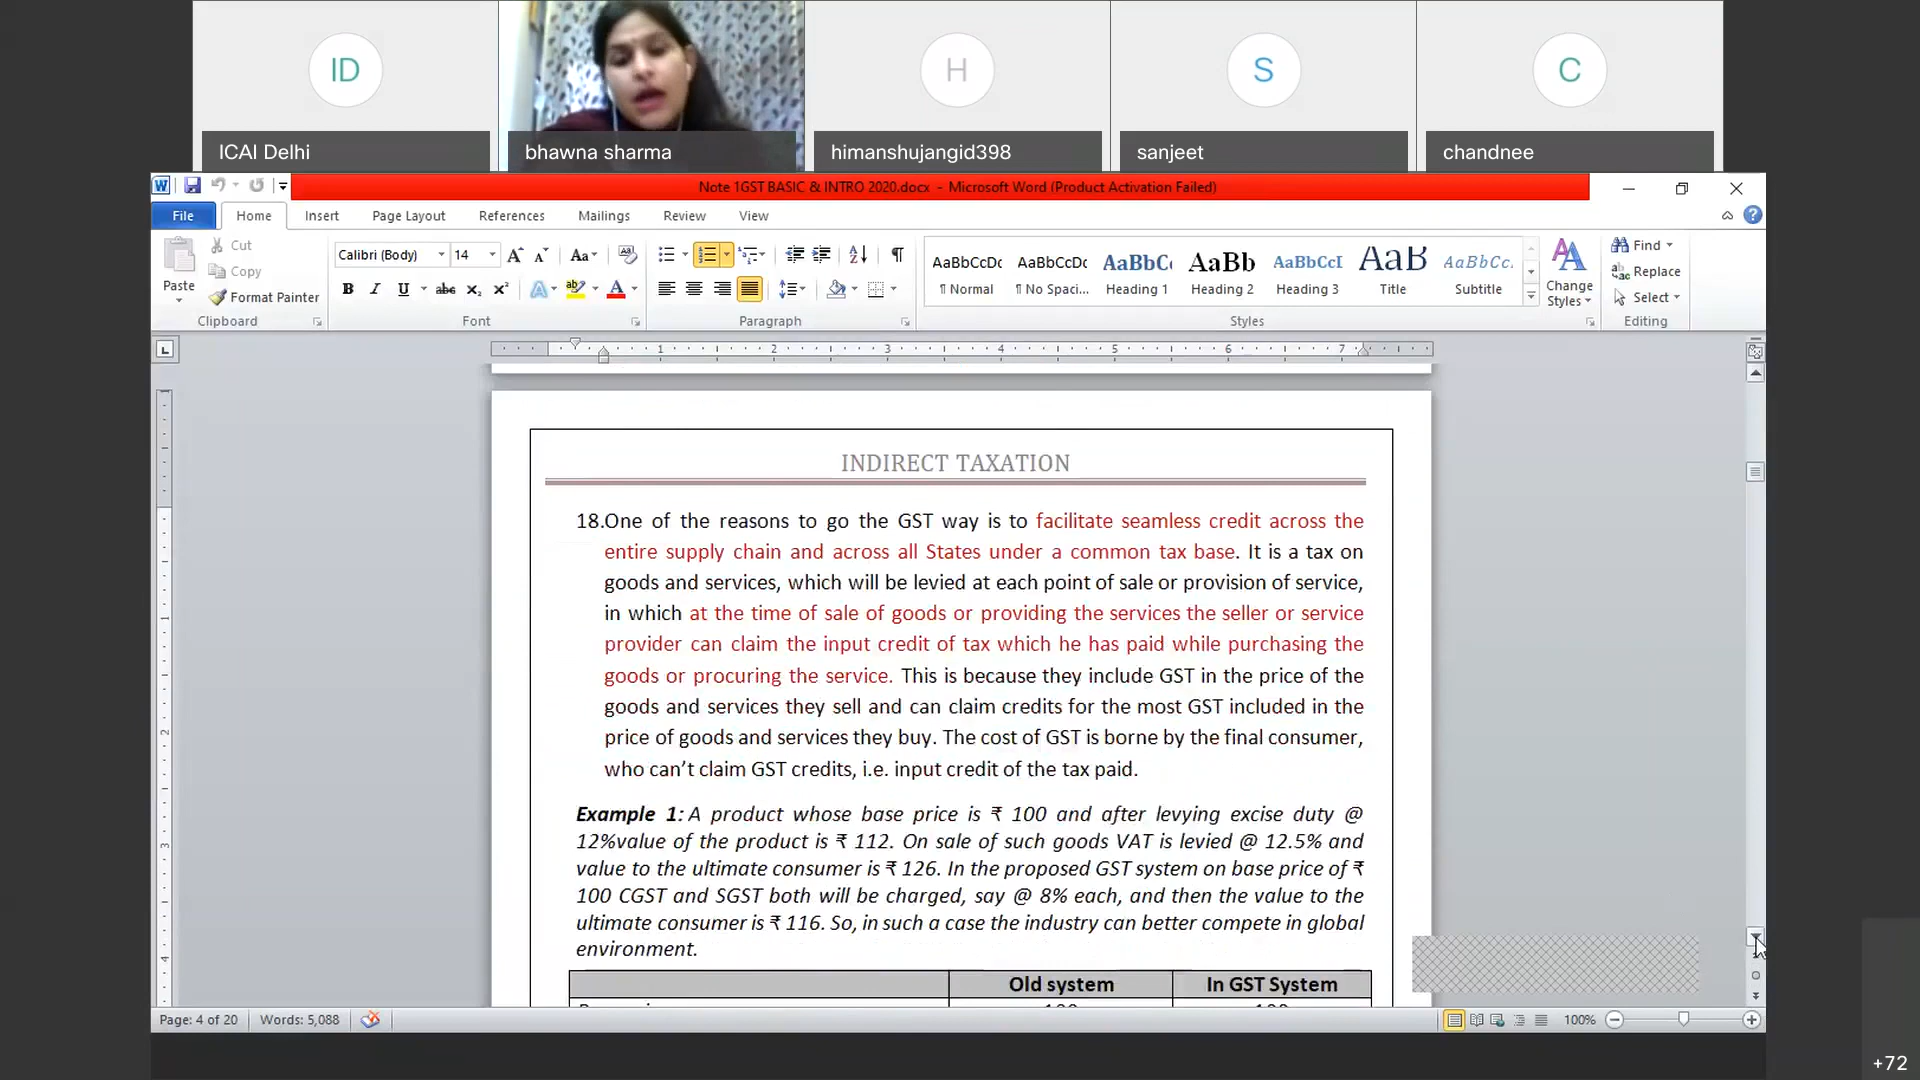 ID
H
S
C
ICAI Delhi
bhawna sharma
himanshujangid398
sanjeet
chandnee
Note 1GST BASIC & INTRO 2020.docx - Microsoft Word (Product Activation Failed)
File Home Insert Page Layout References Mailings Review View
Cut
Copy
Format Painter
Paste
Clipboard
Calibri (Body) 14
Font
Paragraph
AaBbCcDc AaBbCcDc AaBbC AaBb AaBbCcI AaB AaBbCc.
¶ Normal ¶ No Spaci... Heading 1 Heading 2 Heading 3 Title Subtitle
Change
Styles
Styles
Find
Replace
Select
Editing
1 2 3 4 5 6 7
INDIRECT TAXATION
18.One of the reasons to go the GST way is to facilitate seamless credit across the
entire supply chain and across all States under a common tax base. It is a tax on
goods and services, which will be levied at each point of sale or provision of service,
in which at the time of sale of goods or providing the services the seller or service
provider can claim the input credit of tax which he has paid while purchasing the
goods or procuring the service. This is because they include GST in the price of the
goods and services they sell and can claim credits for the most GST included in the
price of goods and services they buy. The cost of GST is borne by the final consumer,
who can’t claim GST credits, i.e. input credit of the tax paid.
Example 1: A product whose base price is ₹ 100 and after levying excise duty @
12%value of the product is ₹ 112. On sale of such goods VAT is levied @ 12.5% and
value to the ultimate consumer is ₹ 126. In the proposed GST system on base price of ₹
100 CGST and SGST both will be charged, say @ 8% each, and then the value to the
ultimate consumer is ₹ 116. So, in such a case the industry can better compete in global
environment.
Old system In GST System
Page: 4 of 20 Words: 5,088 100%
+72